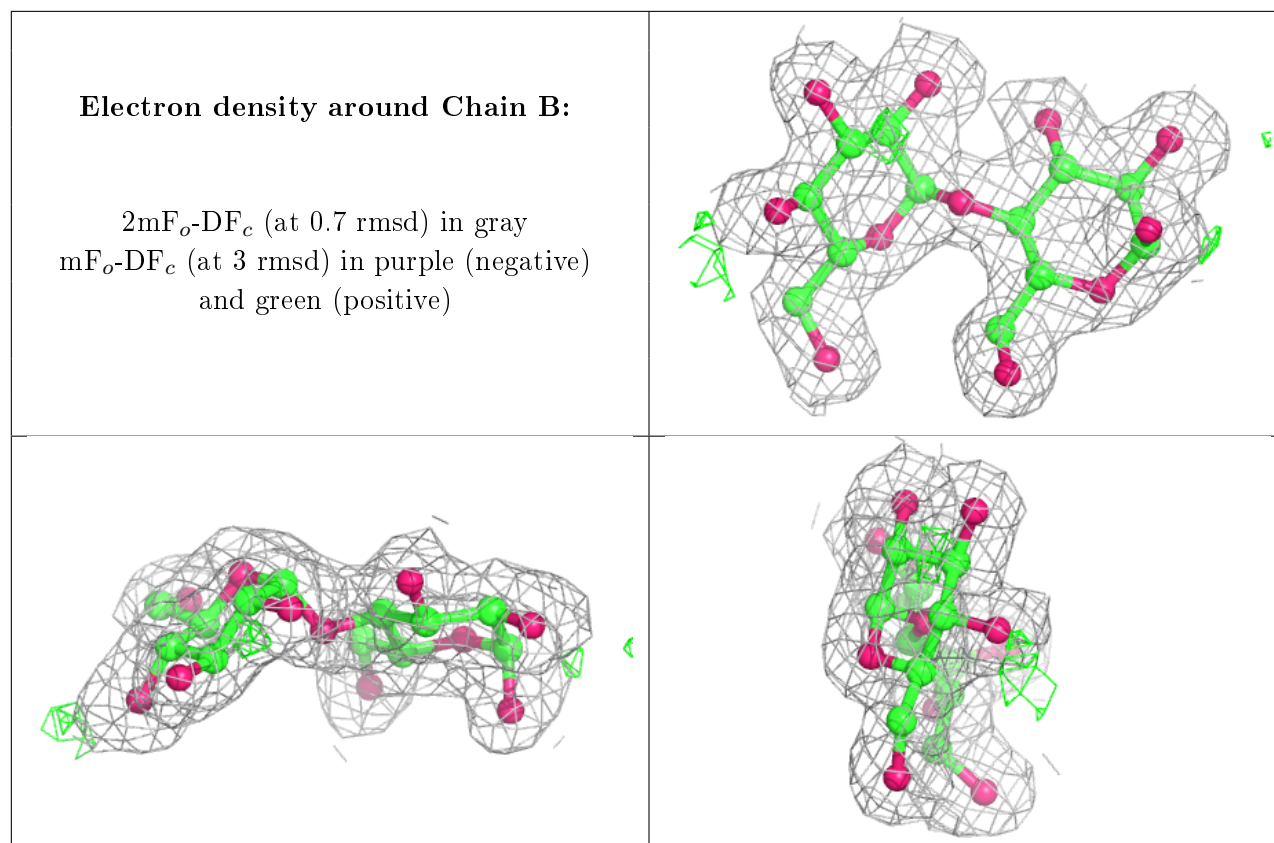 Electron density around Chain B:
2mFₒ-DF𝒸 (at 0.7 rmsd) in gray
mFₒ-DF𝒸 (at 3 rmsd) in purple (negative)
and green (positive)